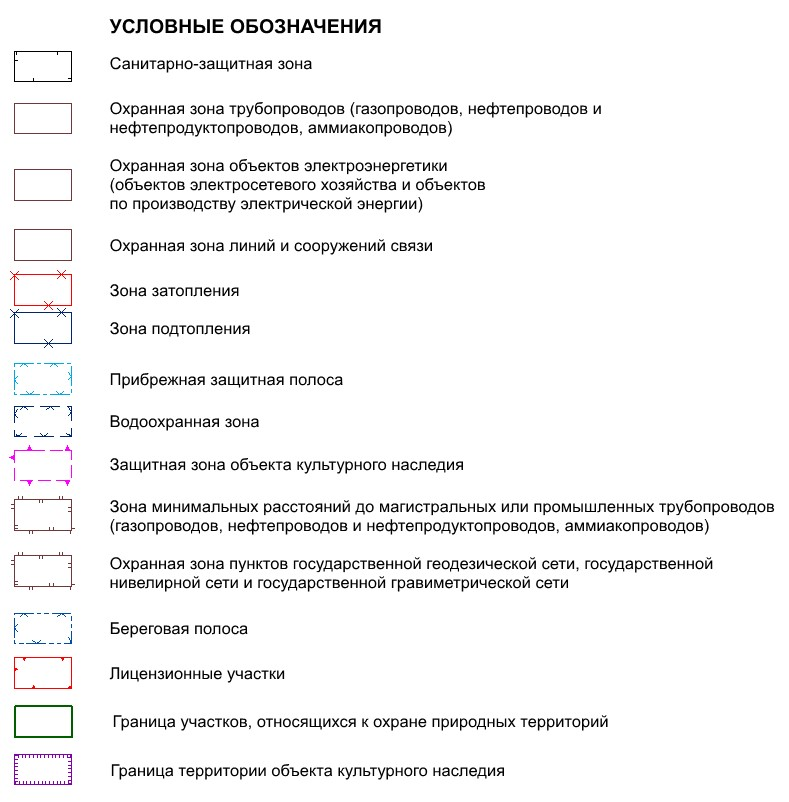 УСЛОВНЫЕ ОБОЗНАЧЕНИЯ
Санитарно-защитная зона
Охранная зона трубопроводов (газопроводов, нефтепроводов и
нефтепродуктопроводов, аммиакопроводов)
Охранная зона объектов электроэнергетики
(объектов электросетевого хозяйства и объектов
по производству электрической энергии)
Охранная зона линий и сооружений связи
Зона затопления
Зона подтопления
Прибрежная защитная полоса
Водоохранная зона
Защитная зона объекта культурного наследия
Зона минимальных расстояний до магистральных или промышленных трубопроводов
(газопроводов, нефтепроводов и нефтепродуктопроводов, аммиакопроводов)
Охранная зона пунктов государственной геодезической сети, государственной
нивелирной сети и государственной гравиметрической сети
Береговая полоса
Лицензионные участки
Граница участков, относящихся к охране природных территорий
Граница территории объекта культурного наследия